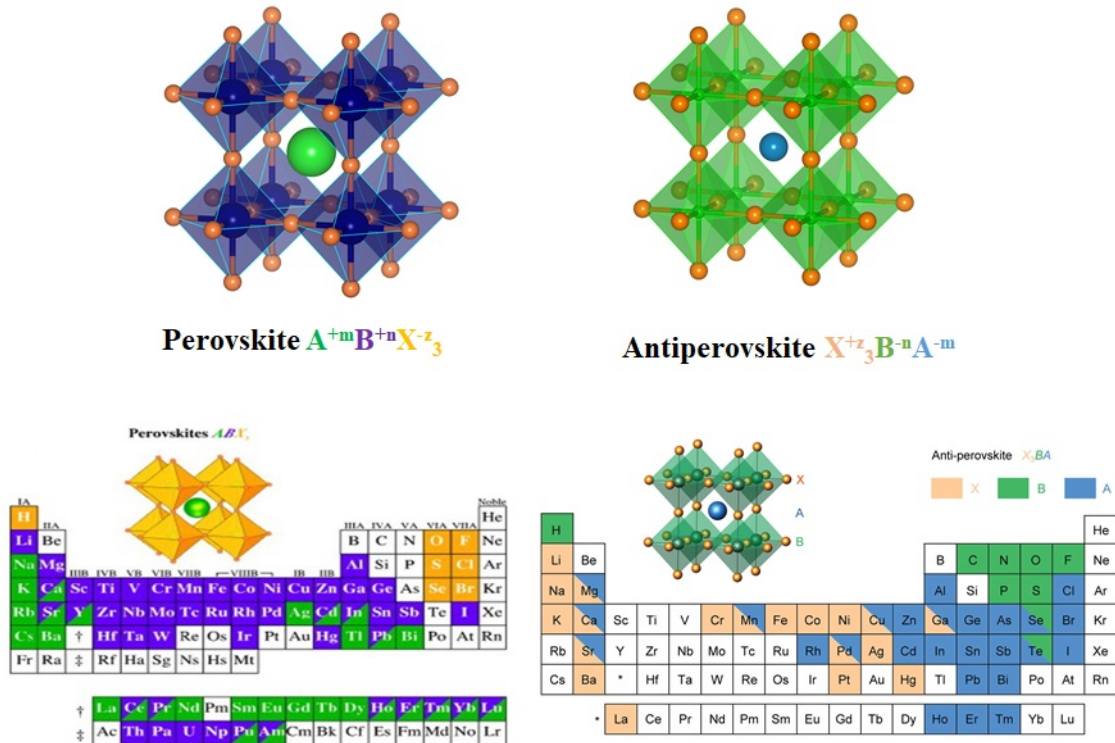 Perovskite A+mB+nX-z3
Antiperovskite X+z3B-nA-m
Perovskites ABX3
IA
Noble
H
IIA
IIIA IVA VA VIA VIIA
He
Li Be
B C N O F Ne
Na Mg
IIIB IVB VB VIB VIIB VIIIB IB IIB
Al Si P S Cl Ar
K Ca Sc Ti V Cr Mn Fe Co Ni Cu Zn Ga Ge As Se Br Kr
Rb Sr Y Zr Nb Mo Tc Ru Rh Pd Ag Cd In Sn Sb Te I Xe
Cs Ba † Hf Ta W Re Os Ir Pt Au Hg Tl Pb Bi Po At Rn
Fr Ra ‡ Rf Ha Sg Ns Hs Mt
† La Ce Pr Nd Pm Sm Eu Gd Tb Dy Ho Er Tm Yb Lu
‡ Ac Th Pa U Np Pu Am Cm Bk Cf Es Fm Md No Lr
X
A
B
Anti-perovskite X3BA
X B A
H
He
Li Be
B C N O F Ne
Na Mg
Al Si P S Cl Ar
K Ca Sc Ti V Cr Mn Fe Co Ni Cu Zn Ga Ge As Se Br Kr
Rb Sr Y Zr Nb Mo Tc Ru Rh Pd Ag Cd In Sn Sb Te I Xe
Cs Ba * Hf Ta W Re Os Ir Pt Au Hg Tl Pb Bi Po At Rn
* La Ce Pr Nd Pm Sm Eu Gd Tb Dy Ho Er Tm Yb Lu